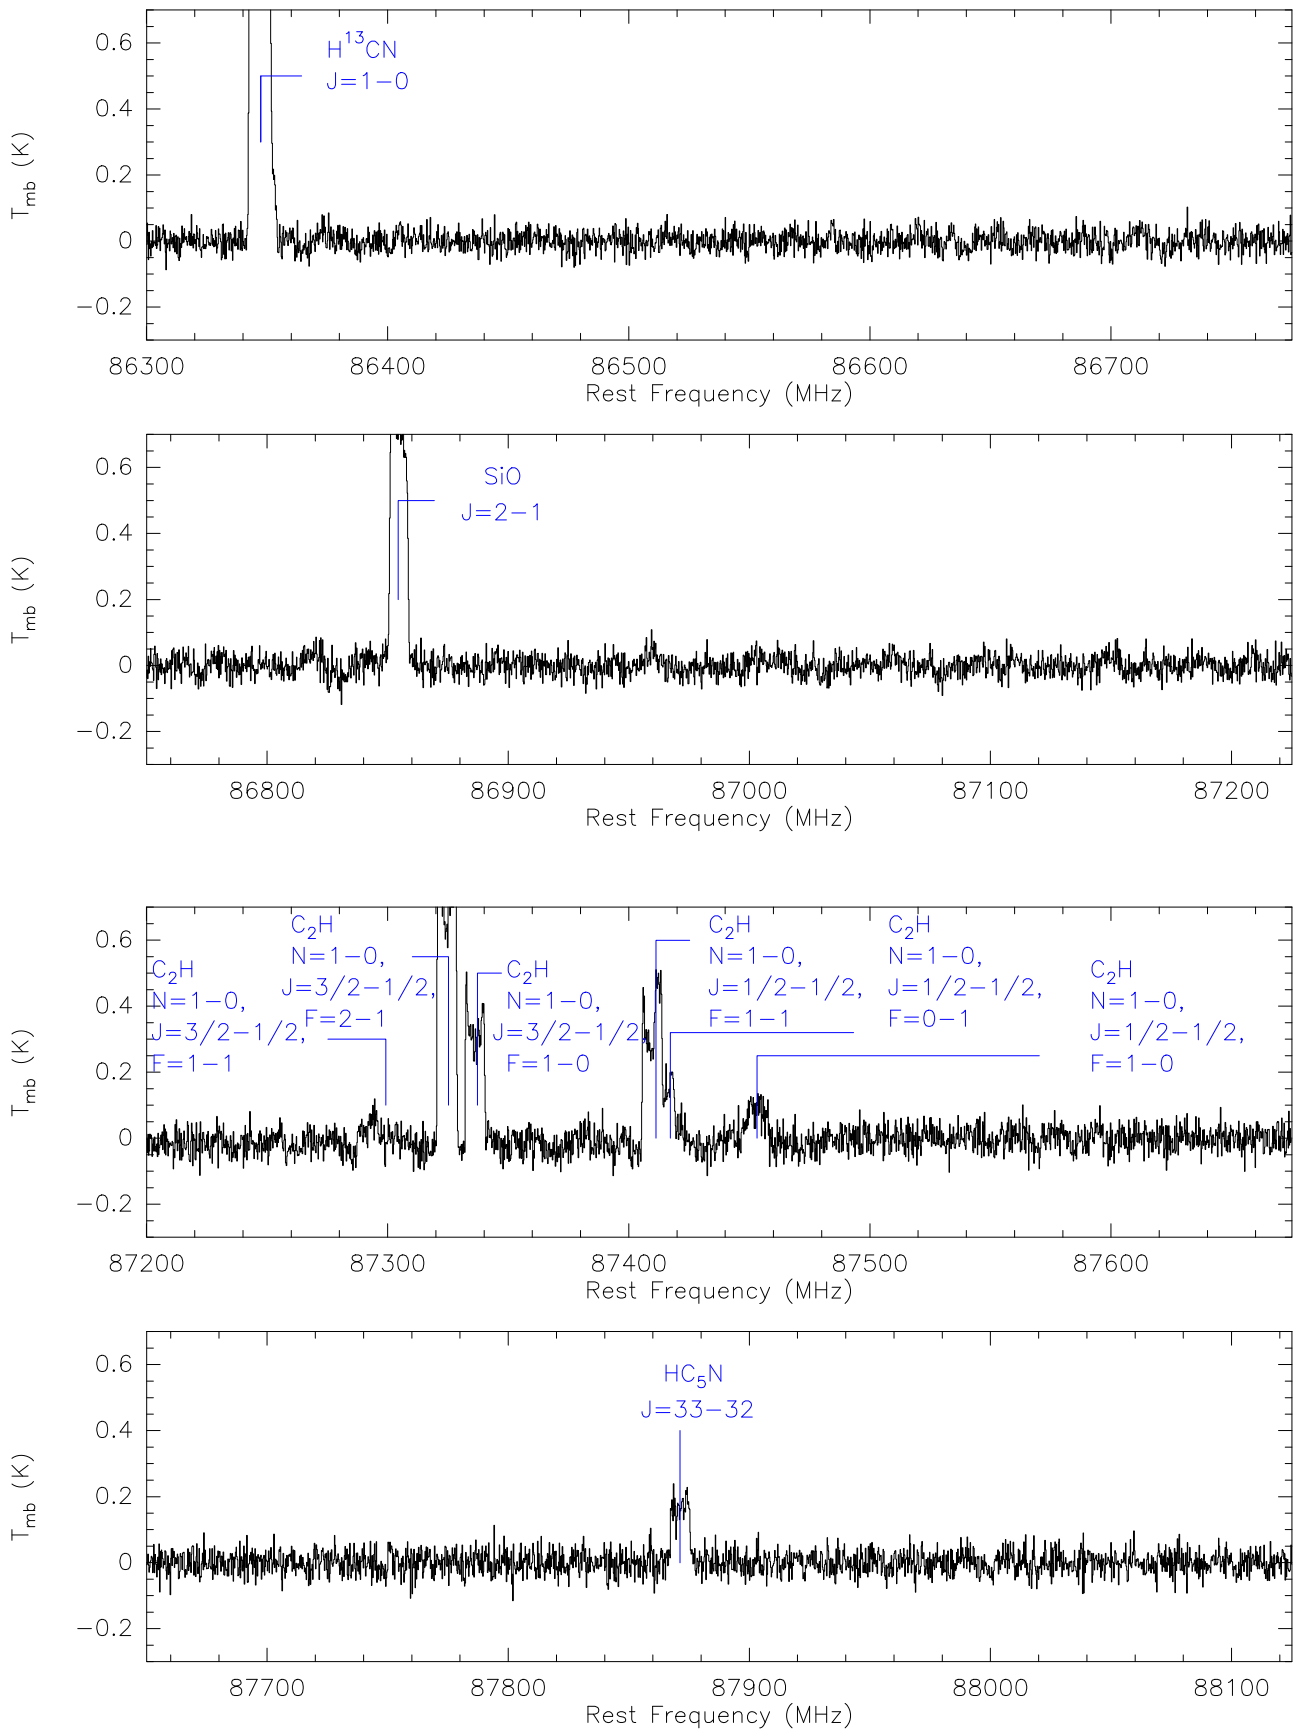 0.6
H¹³CN
J=1−0
0.4
0.2
0
−0.2
T_mb (K)
86300 86400 86500 86600 86700
Rest Frequency (MHz)
0.6
SiO
J=2−1
0.4
0.2
0
−0.2
T_mb (K)
86800 86900 87000 87100 87200
Rest Frequency (MHz)
0.6
0.4
0.2
0
−0.2
T_mb (K)
C₂H
N=1−0,
J=3/2−1/2,
F=1−1
C₂H
N=1−0,
J=3/2−1/2,
F=2−1
C₂H
N=1−0,
J=3/2−1/2
F=1−0
C₂H
N=1−0,
J=1/2−1/2,
F=1−1
C₂H
N=1−0,
J=1/2−1/2,
F=0−1
C₂H
N=1−0,
J=1/2−1/2,
F=1−0
87200 87300 87400 87500 87600
Rest Frequency (MHz)
0.6
HC₅N
J=33−32
0.4
0.2
0
−0.2
T_mb (K)
87700 87800 87900 88000 88100
Rest Frequency (MHz)